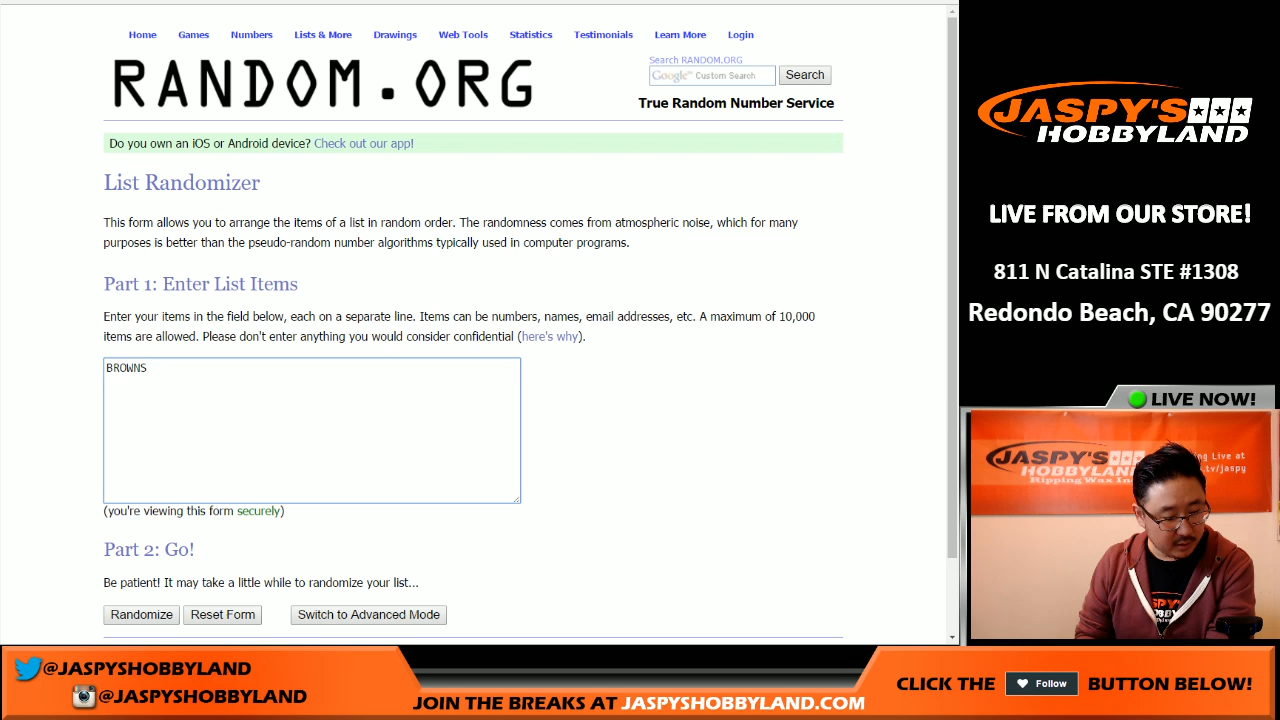 Home Games Numbers Lists & More Drawings Web Tools Statistics Testimonials Learn More Login
RANDOM.ORG
Search RANDOM.ORG
Google™ Custom Search Search
True Random Number Service
Do you own an iOS or Android device? Check out our app!
List Randomizer
This form allows you to arrange the items of a list in random order. The randomness comes from atmospheric noise, which for many
purposes is better than the pseudo-random number algorithms typically used in computer programs.
Part 1: Enter List Items
Enter your items in the field below, each on a separate line. Items can be numbers, names, email addresses, etc. A maximum of 10,000
items are allowed. Please don't enter anything you would consider confidential (here's why).
BROWNS
(you're viewing this form securely)
Part 2: Go!
Be patient! It may take a little while to randomize your list...
Randomize Reset Form Switch to Advanced Mode
JASPY'S
HOBBYLAND
LIVE FROM OUR STORE!
811 N Catalina STE #1308
Redondo Beach, CA 90277
LIVE NOW!
JASPY'S
HOBBYLAND
Ripping Wax
ing Live at
.tv/jaspy
@JASPYSHOBBYLAND
@JASPYSHOBBYLAND
JOIN THE BREAKS AT JASPYSHOBBYLAND.COM
CLICK THE Follow BUTTON BELOW!